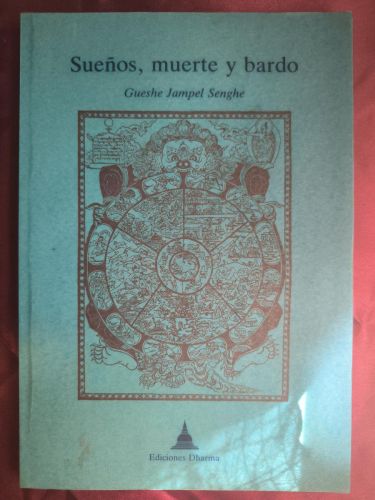 Sueños, muerte y bardo
Gueshe Jampel Senghe
Ediciones Dharma